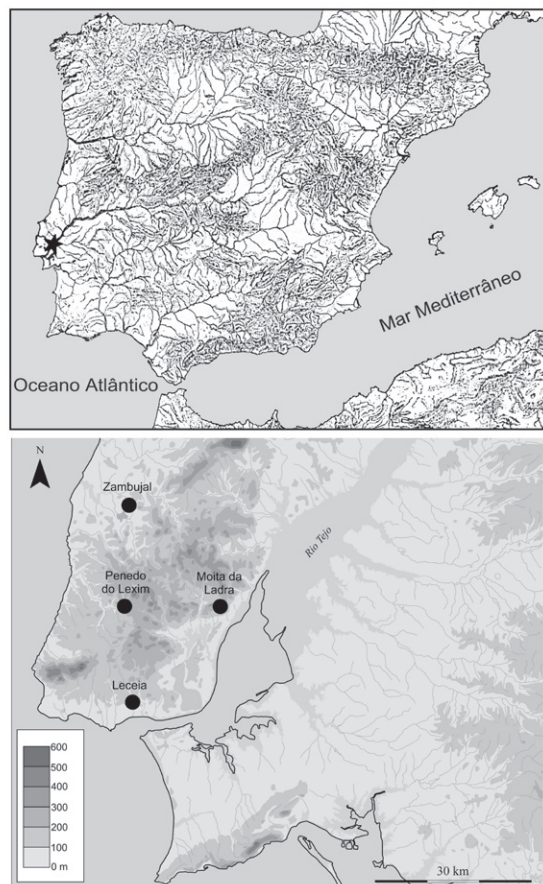 Mar Mediterrâneo
Oceano Atlântico
N
Zambujal
Rio Tejo
Penedo
do Lexim
Moita da
Ladra
Leceia
600
500
400
300
200
100
0 m
30 km